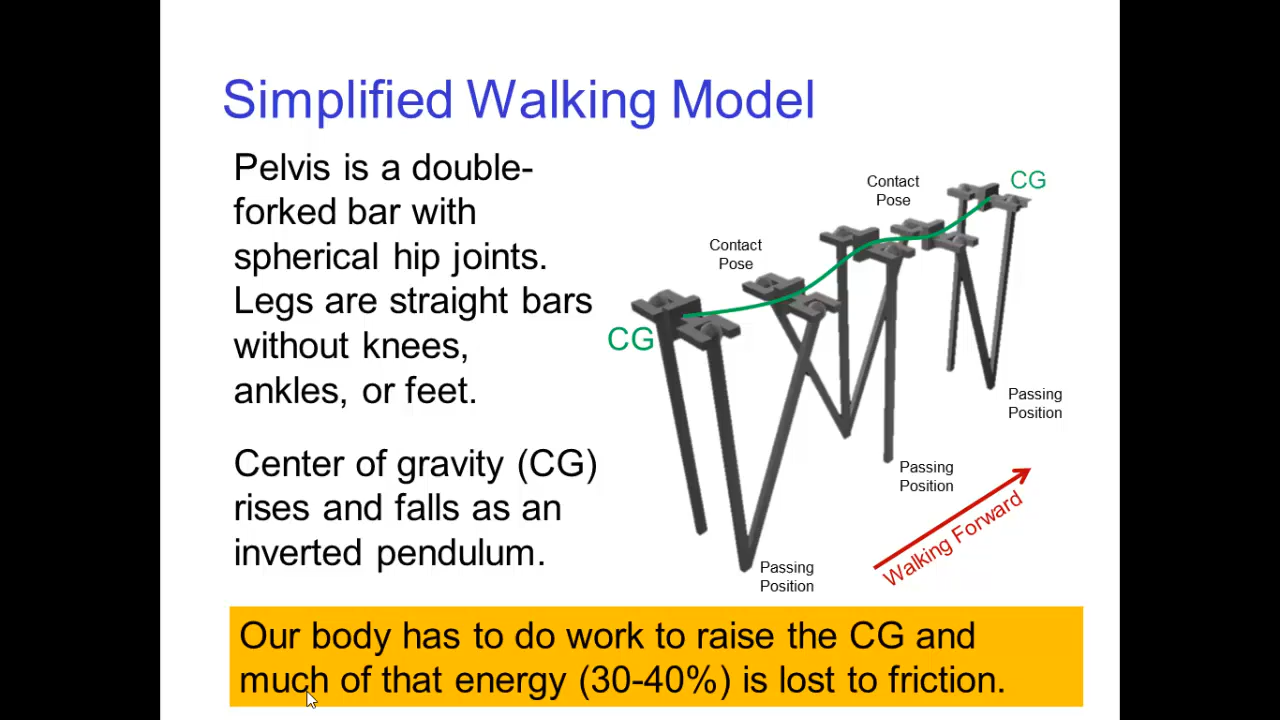 Simplified Walking Model
Pelvis is a double-
forked bar with
spherical hip joints.
Legs are straight bars
without knees,
ankles, or feet.
Center of gravity (CG)
rises and falls as an
inverted pendulum.
CG
Contact
Pose
Contact
Pose
CG
Passing
Position
Passing
Position
Passing
Position
Walking Forward
Our body has to do work to raise the CG and
much of that energy (30-40%) is lost to friction.